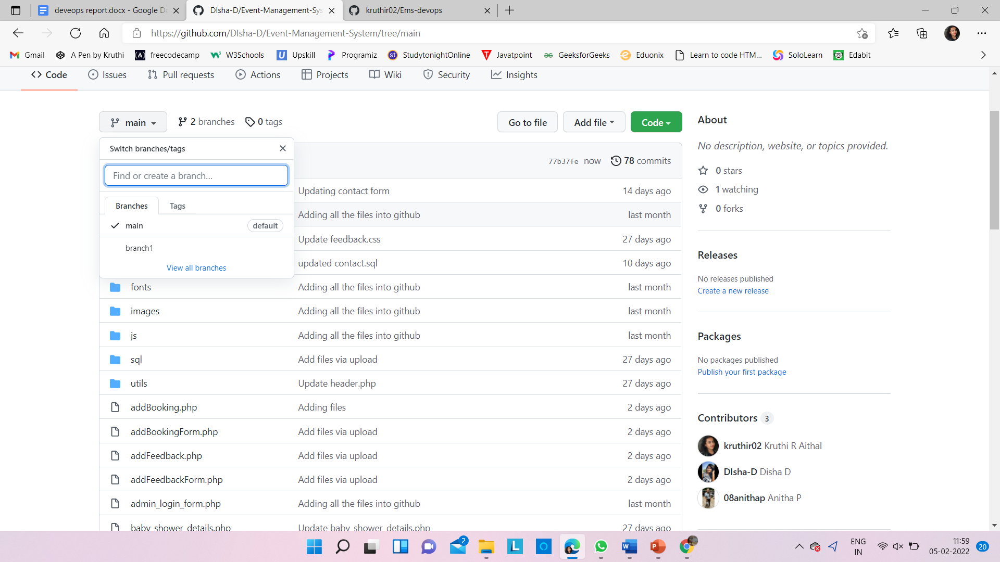 deveops report.docx - Google Do
DIsha-D/Event-Management-Sys
kruthir02/Ems-devops
https://github.com/DIsha-D/Event-Management-System/tree/main
Gmail
A Pen by Kruthi
freecodecamp
W3Schools
Upskill
Programiz
StudytonightOnline
Javatpoint
GeeksforGeeks
Eduonix
Learn to code HTM...
SoloLearn
Edabit
Code
Issues
Pull requests
Actions
Projects
Wiki
Security
Insights
main
2 branches
0 tags
Go to file
Add file
Code
Switch branches/tags
Find or create a branch...
Branches
Tags
main
default
branch1
View all branches
77b37fe now
78 commits
Updating contact form
14 days ago
Adding all the files into github
last month
Update feedback.css
27 days ago
updated contact.sql
10 days ago
fonts
Adding all the files into github
last month
images
Adding all the files into github
last month
js
Adding all the files into github
last month
sql
Add files via upload
27 days ago
utils
Update header.php
27 days ago
addBooking.php
Adding files
2 days ago
addBookingForm.php
Add files via upload
2 days ago
addFeedback.php
Add files via upload
2 days ago
addFeedbackForm.php
Add files via upload
2 days ago
admin_login_form.php
Adding all the files into github
last month
baby_shower_details.php
Update baby_shower_details.php
27 days ago
About
No description, website, or topics provided.
0 stars
1 watching
0 forks
Releases
No releases published
Create a new release
Packages
No packages published
Publish your first package
Contributors 3
kruthir02 Kruthi R Aithal
DIsha-D Disha D
08anithap Anitha P
2
L
W
P
ENG
IN
11:59
05-02-2022
20